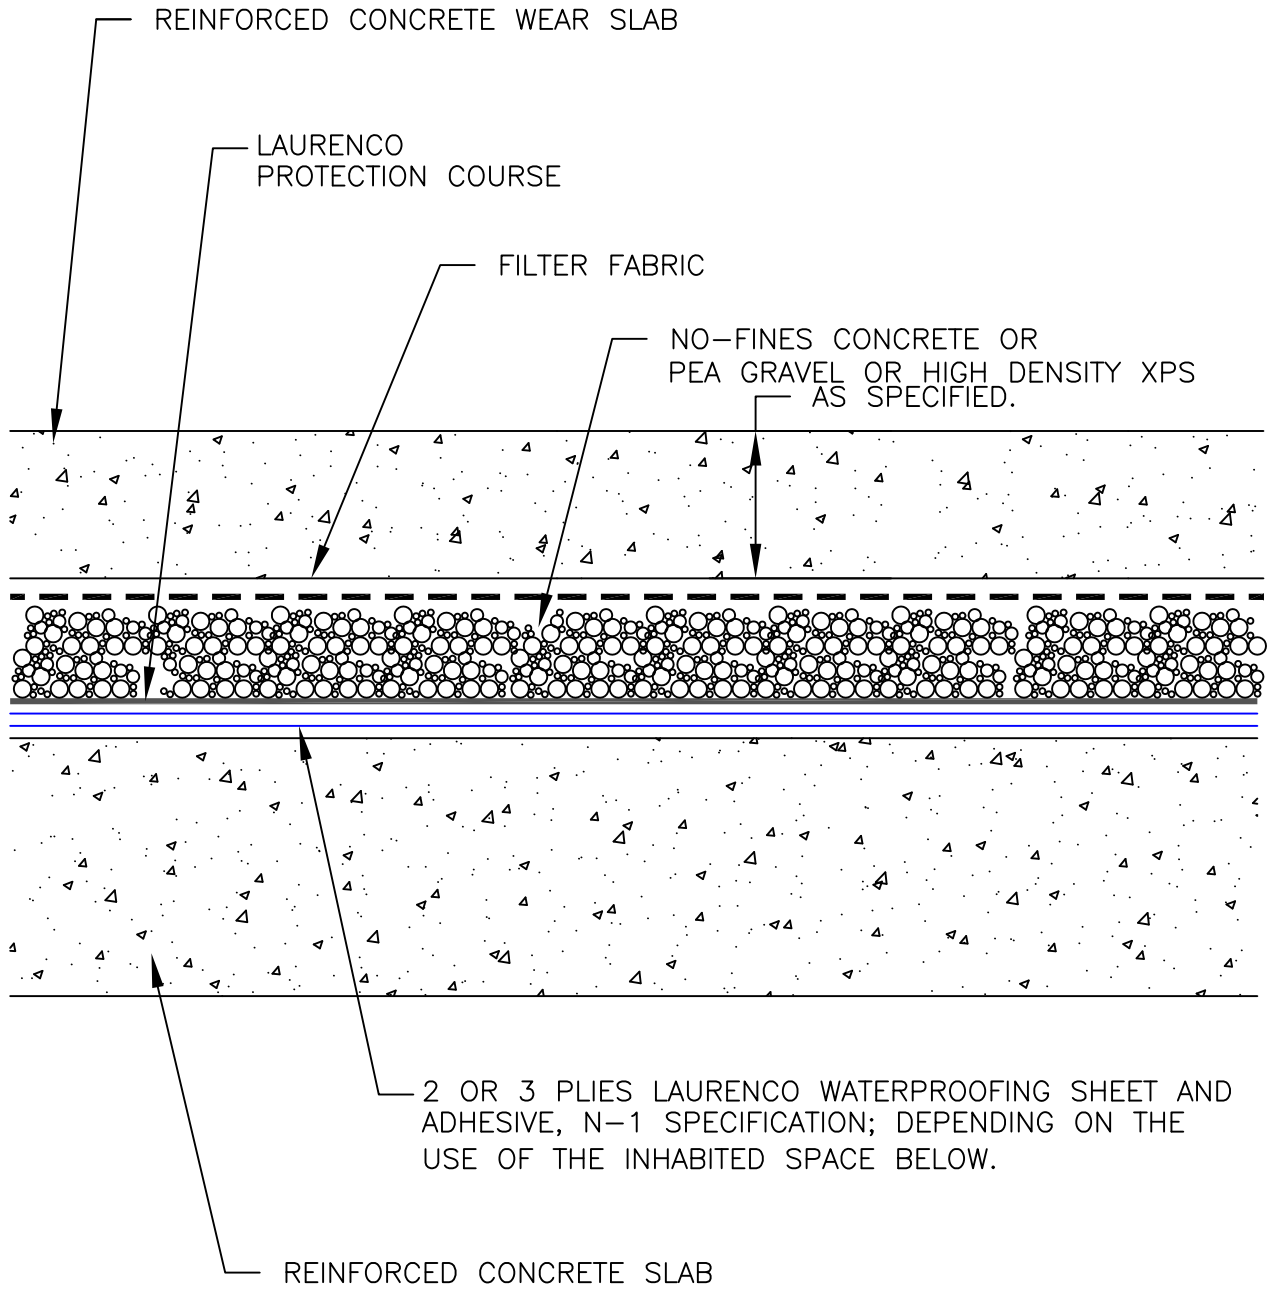 REINFORCED CONCRETE WEAR SLAB
LAURENCO
PROTECTION COURSE
FILTER FABRIC
NO-FINES CONCRETE OR
PEA GRAVEL OR HIGH DENSITY XPS
AS SPECIFIED.
2 OR 3 PLIES LAURENCO WATERPROOFING SHEET AND
ADHESIVE, N-1 SPECIFICATION; DEPENDING ON THE
USE OF THE INHABITED SPACE BELOW.
REINFORCED CONCRETE SLAB